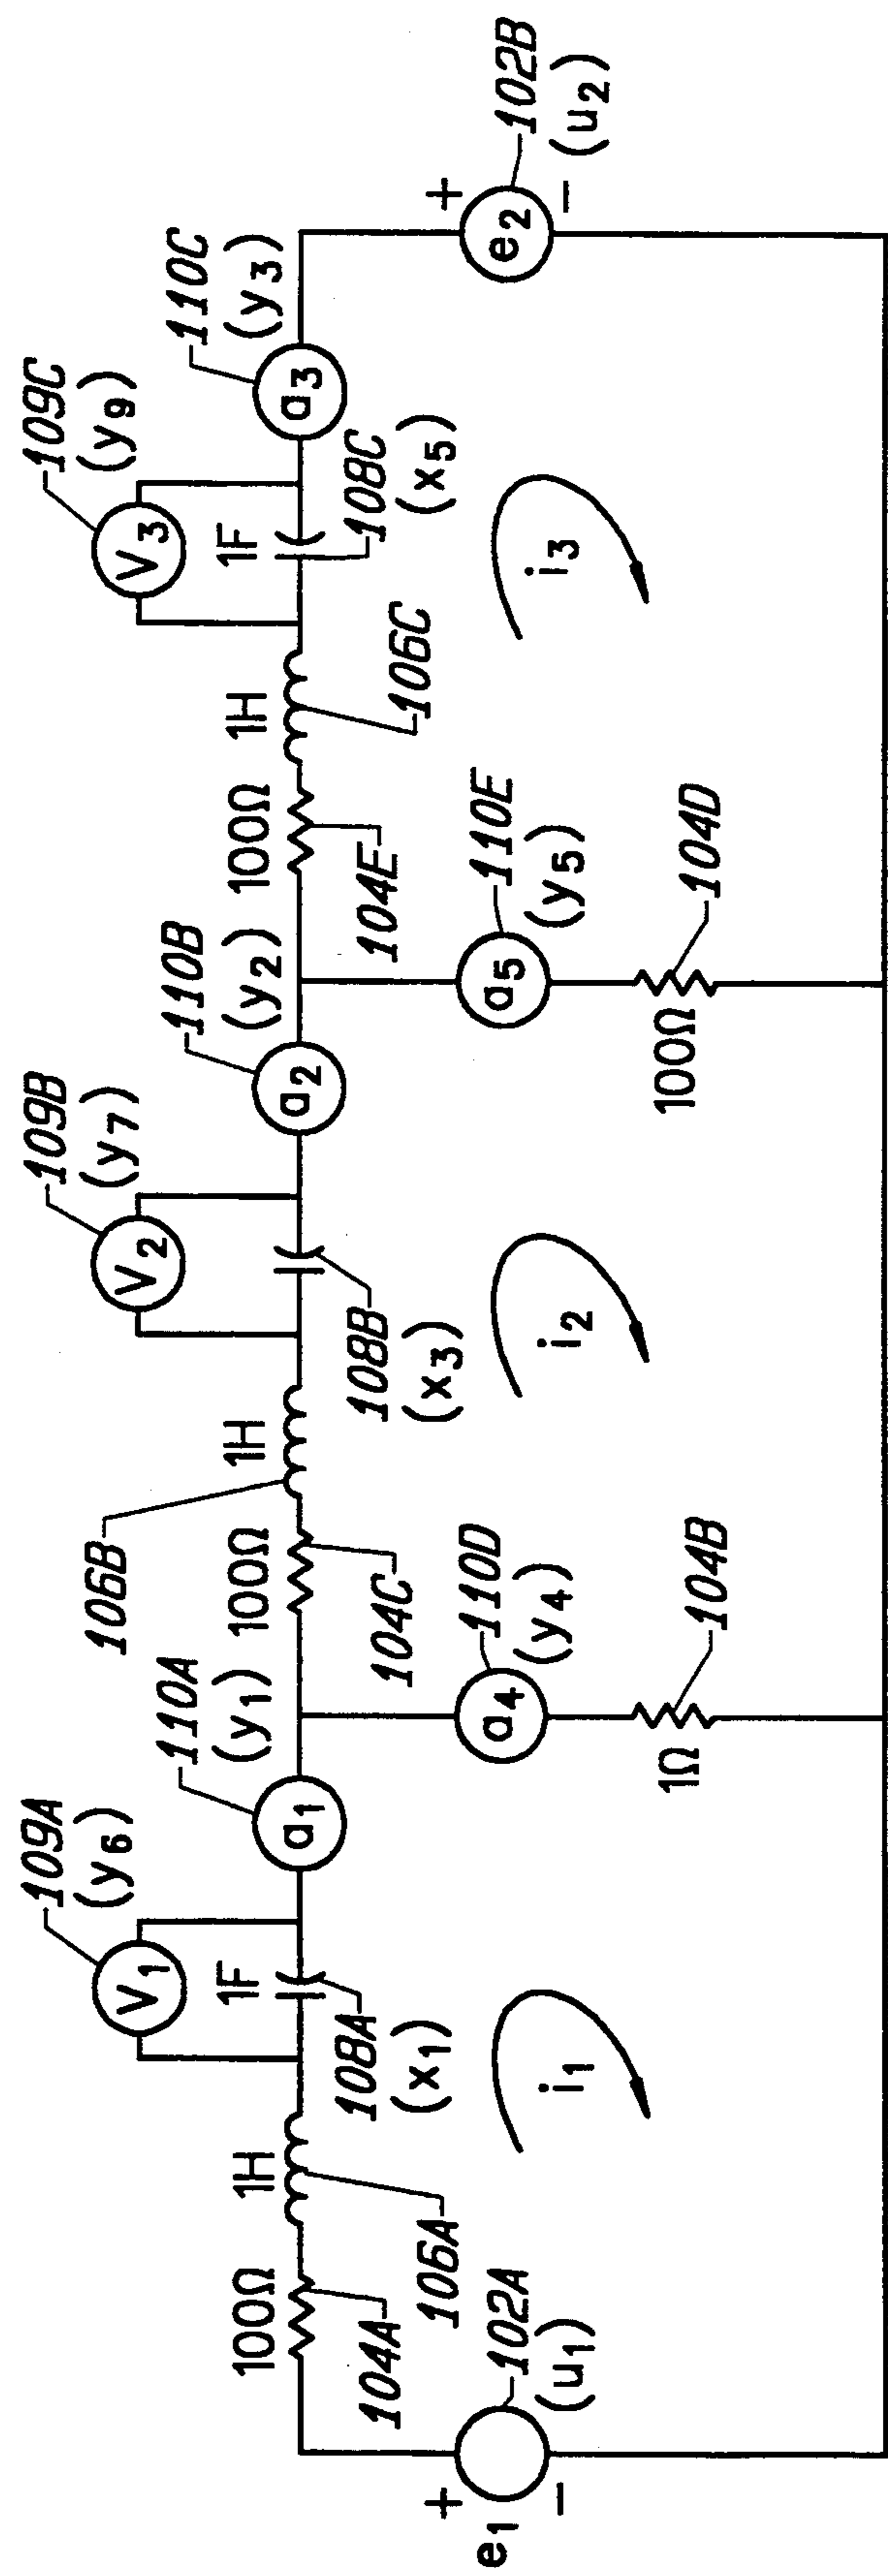 109A
(y6)
109B
(y7)
109C
(y9)
V1
V2
V3
106B
110A
(y1)
110B
(y2)
110C
(y3)
100Ω
1H
1F
a1
100Ω
1H
a2
100Ω
1H
1F
a3
104A
106A
108A
(x1)
104C
108B
(x3)
104E
106C
108C
(x5)
e1
+
−
102A
(u1)
i1
a4
110D
(y4)
i2
a5
110E
(y5)
i3
+
e2
−
102B
(u2)
1Ω
104B
100Ω
104D